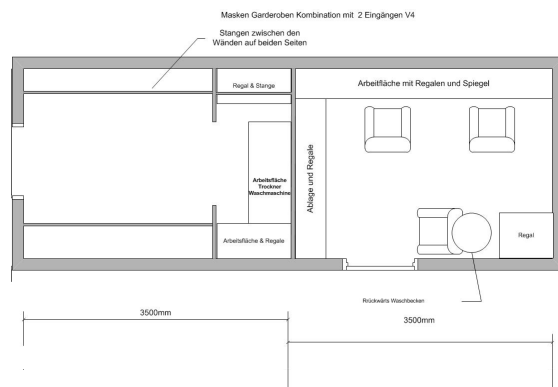 Masken Garderoben Kombination mit 2 Eingängen V4
Stangen zwischen den
Wänden auf beiden Seiten
Regal & Stange
Arbeitfläche mit Regalen und Spiegel
Ablage und Regale
Arbeitsfläche
Trockner
Waschmaschine
Arbeitsfläche & Regale
Regal
Rrückwärts Waschbecken
3500mm
3500mm